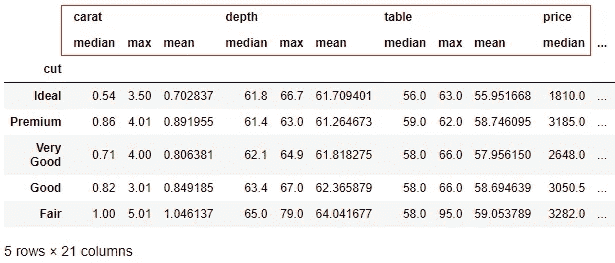 carat depth table price
median max mean median max mean median max mean median ...
cut
Ideal 0.54 3.50 0.702837 61.8 66.7 61.709401 56.0 63.0 55.951668 1810.0 ...
Premium 0.86 4.01 0.891955 61.4 63.0 61.264673 59.0 62.0 58.746095 3185.0 ...
Very
Good 0.71 4.00 0.806381 62.1 64.9 61.818275 58.0 66.0 57.956150 2648.0 ...
Good 0.82 3.01 0.849185 63.4 67.0 62.365879 58.0 66.0 58.694639 3050.5 ...
Fair 1.00 5.01 1.046137 65.0 79.0 64.041677 58.0 95.0 59.053789 3282.0 ...
5 rows × 21 columns